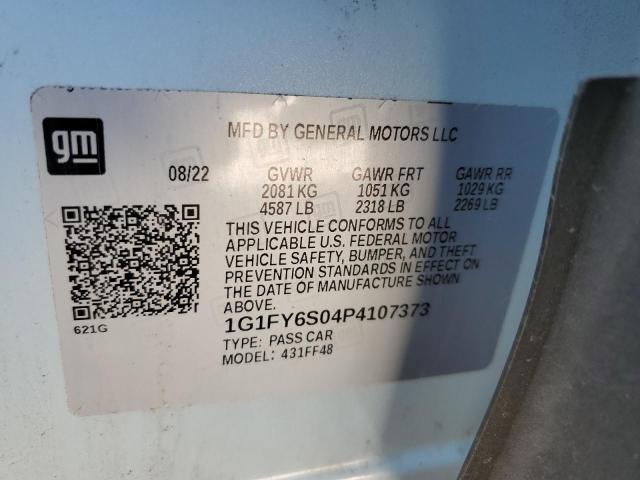 gm
MFD BY GENERAL MOTORS LLC
08/22 GVWR GAWR FRT GAWR RR
2081 KG 1051 KG 1029 KG
4587 LB 2318 LB 2269 LB
THIS VEHICLE CONFORMS TO ALL
APPLICABLE U.S. FEDERAL MOTOR
VEHICLE SAFETY, BUMPER, AND THEFT
PREVENTION STANDARDS IN EFFECT ON
THE DATE OF MANUFACTURE SHOWN
ABOVE.
621G
1G1FY6S04P4107373
TYPE: PASS CAR
MODEL: 431FF48